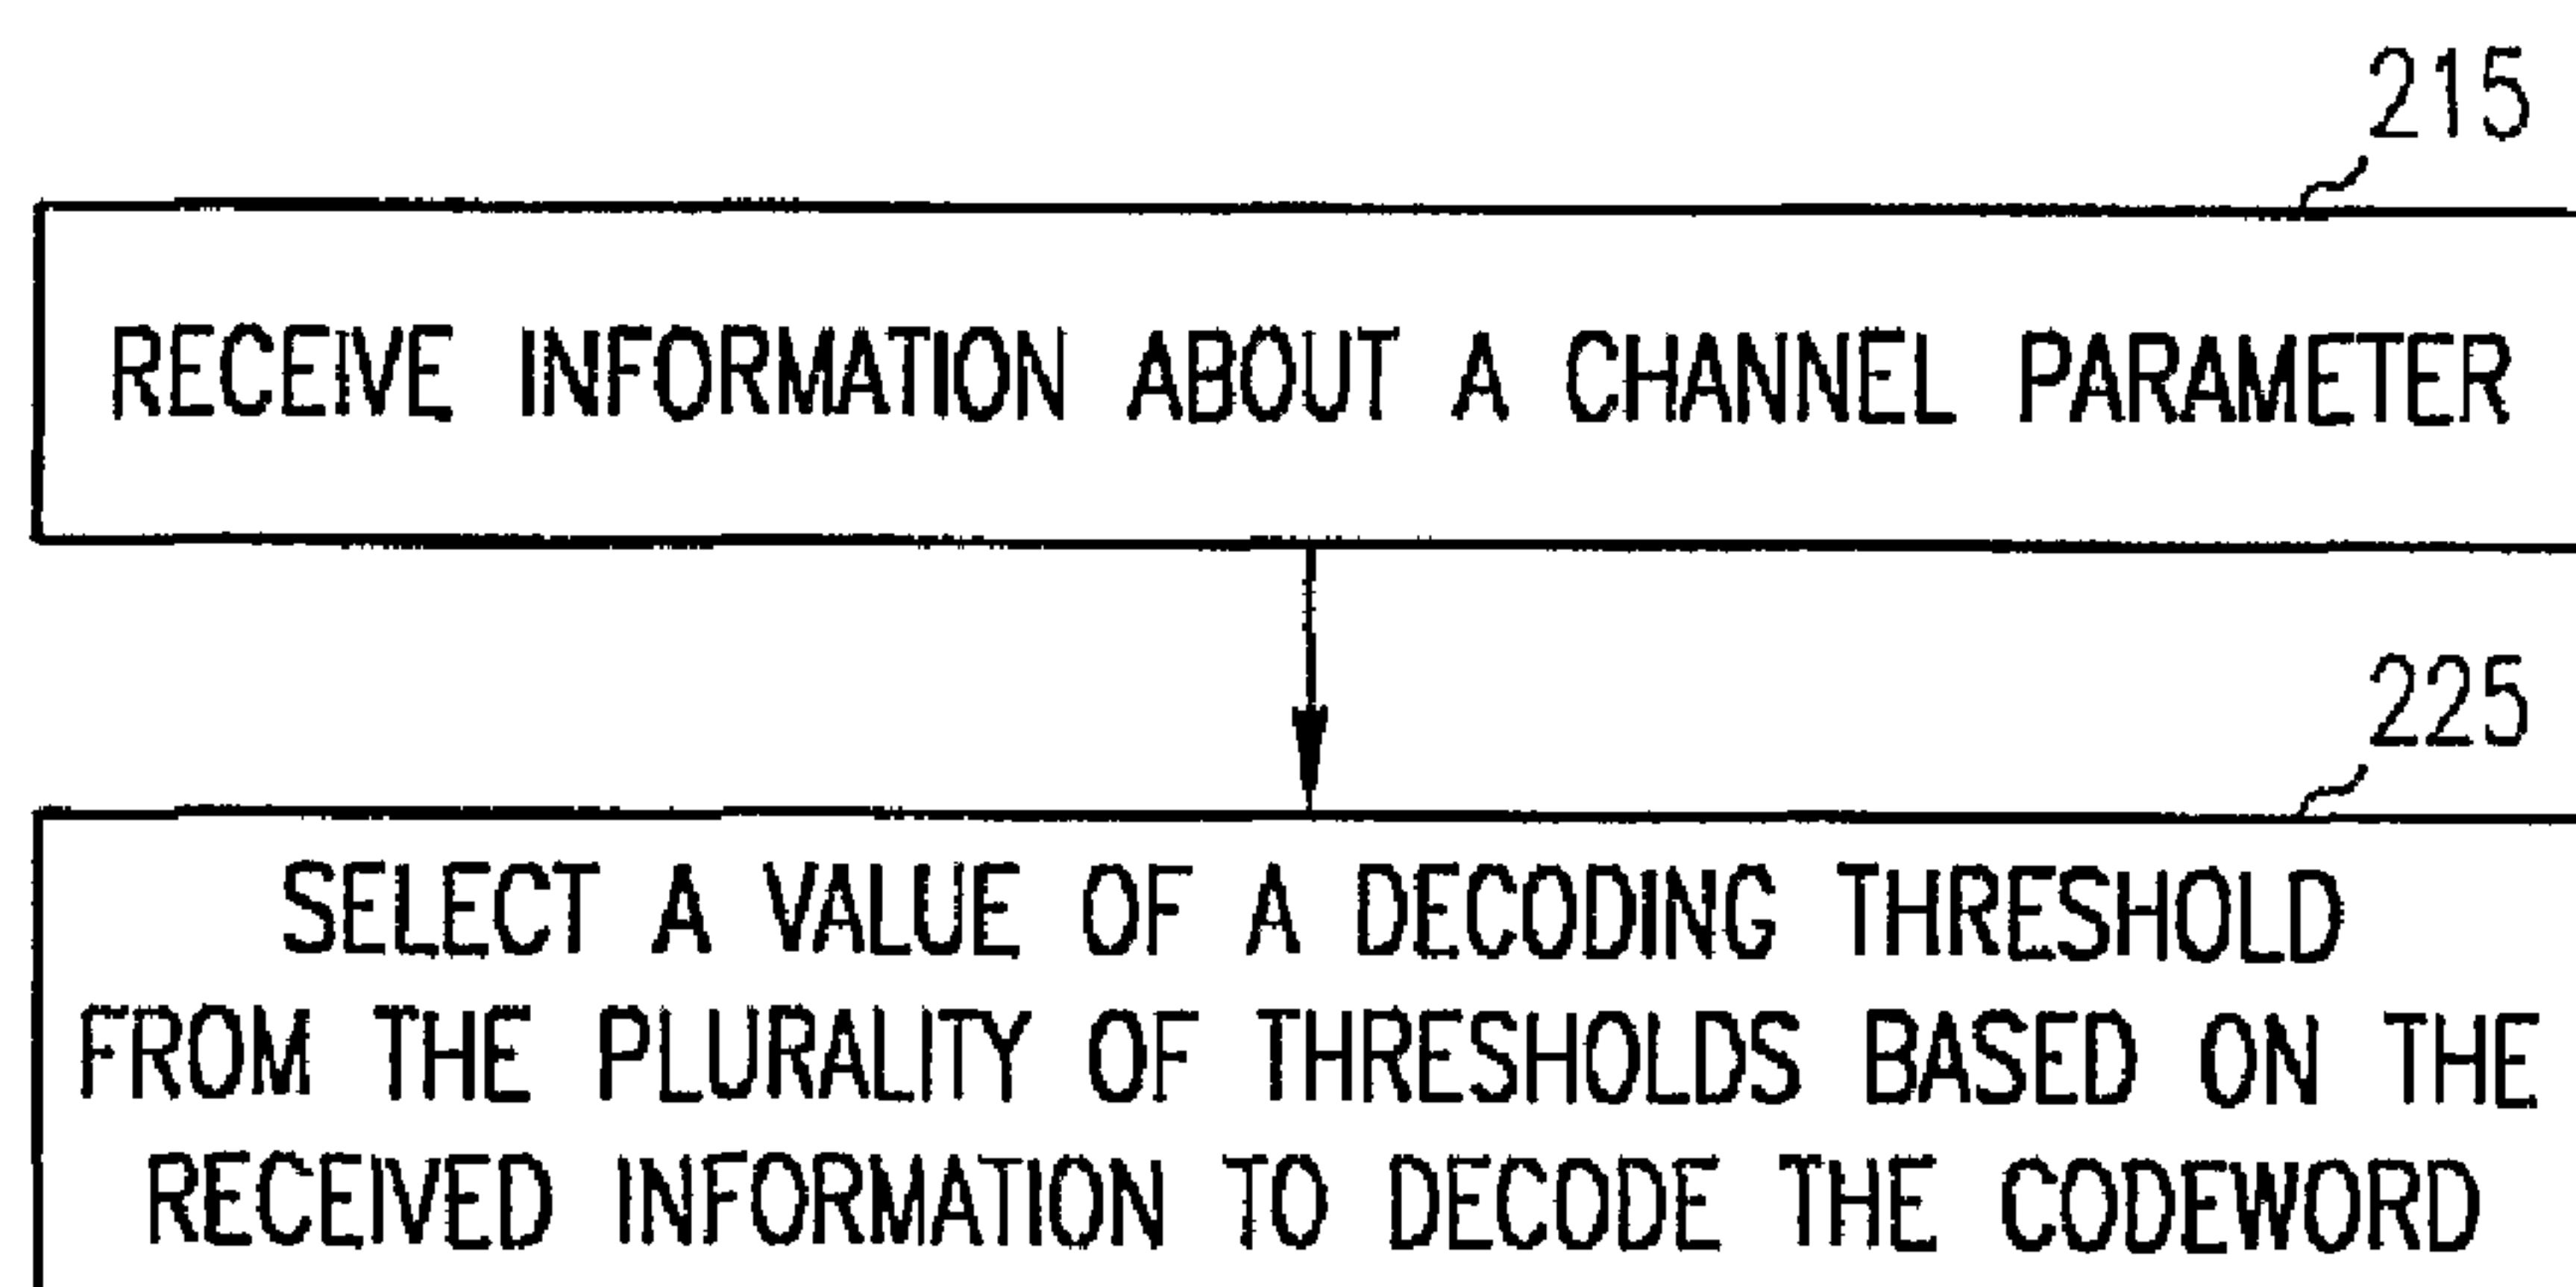 215
RECEIVE INFORMATION ABOUT A CHANNEL PARAMETER
225
SELECT A VALUE OF A DECODING THRESHOLD
FROM THE PLURALITY OF THRESHOLDS BASED ON THE
RECEIVED INFORMATION TO DECODE THE CODEWORD